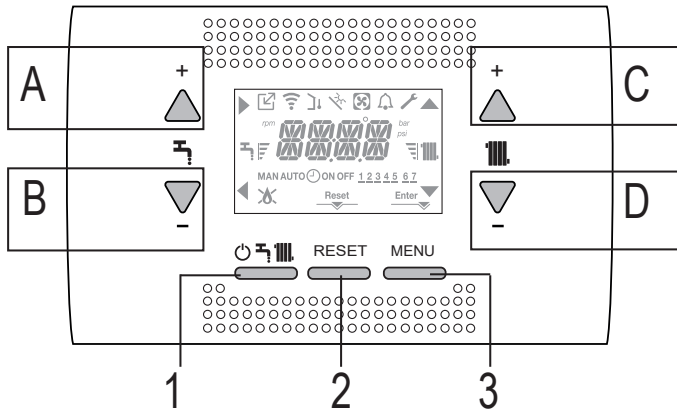 A
+
+
C
rpm
bar
psi
MAN AUTO ON OFF 1 2 3 4 5 6 7
B
D
Reset
Enter
−
−
RESET
MENU
1
2
3